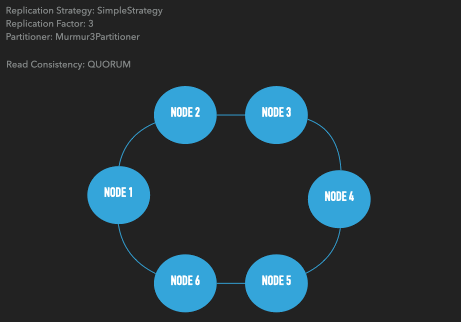 Replication Strategy: SimpleStrategy
Replication Factor: 3
Partitioner: Murmur3Partitioner
Read Consistency: QUORUM
NODE 2
NODE 3
NODE 1
NODE 4
NODE 6
NODE 5